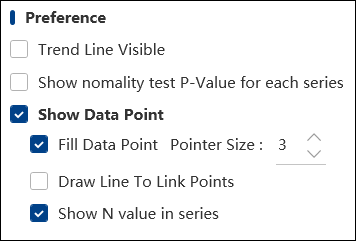 Preference
Trend Line Visible
Show nomality test P-Value for each series
Show Data Point
Fill Data Point Pointer Size : 3
Draw Line To Link Points
Show N value in series